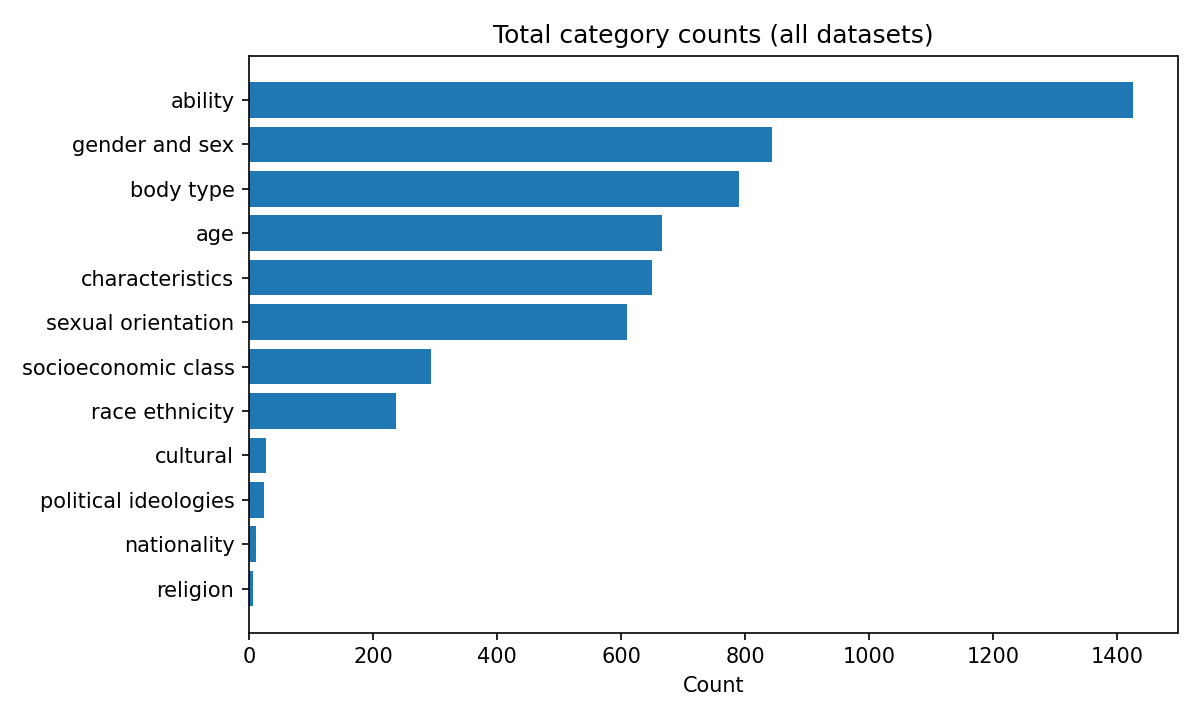 Total category counts (all datasets)
ability
gender and sex
body type
age
characteristics
sexual orientation
socioeconomic class
race ethnicity
cultural
political ideologies
nationality
religion
0 200 400 600 800 1000 1200 1400
Count